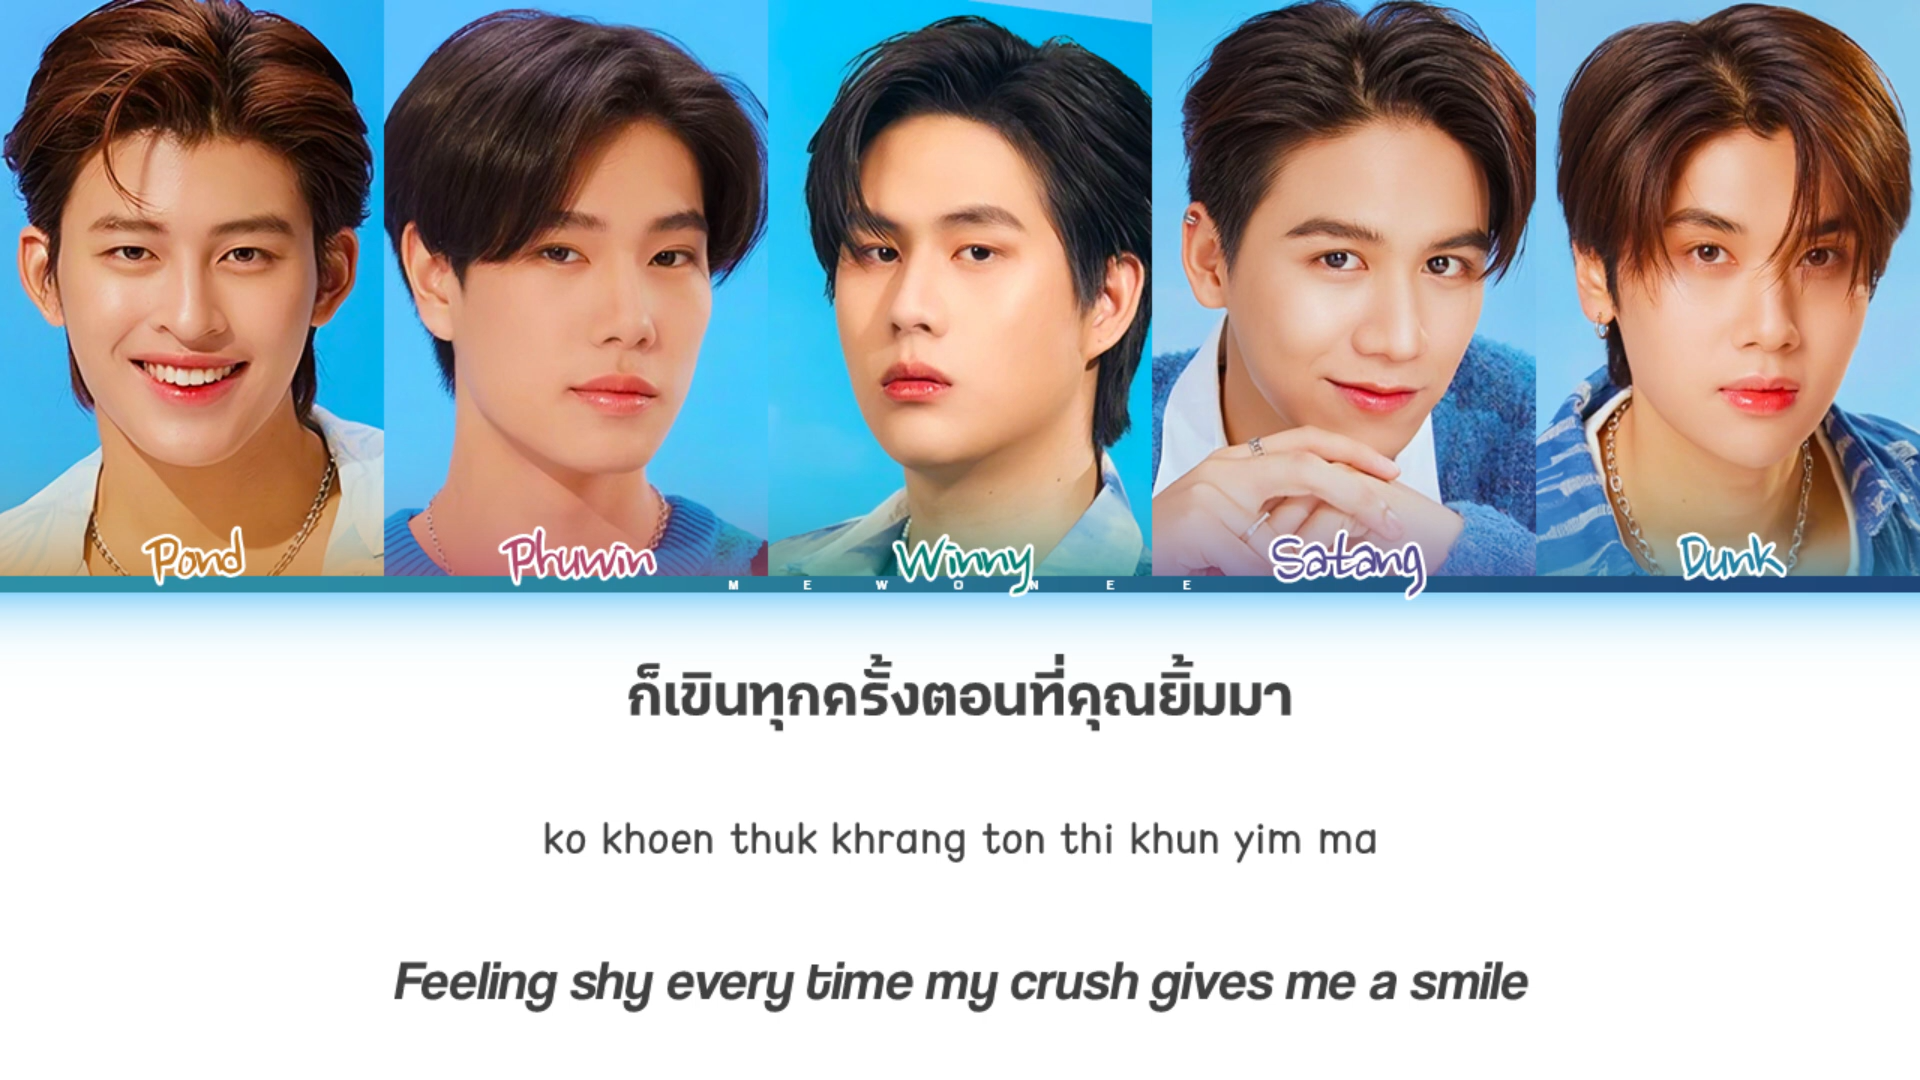 Pond Phuwin Winny Satang Dunk
MEWONEE
ก็เขินทุกครั้งตอนที่คุณยิ้มมา
ko khoen thuk khrang ton thi khun yim ma
Feeling shy every time my crush gives me a smile